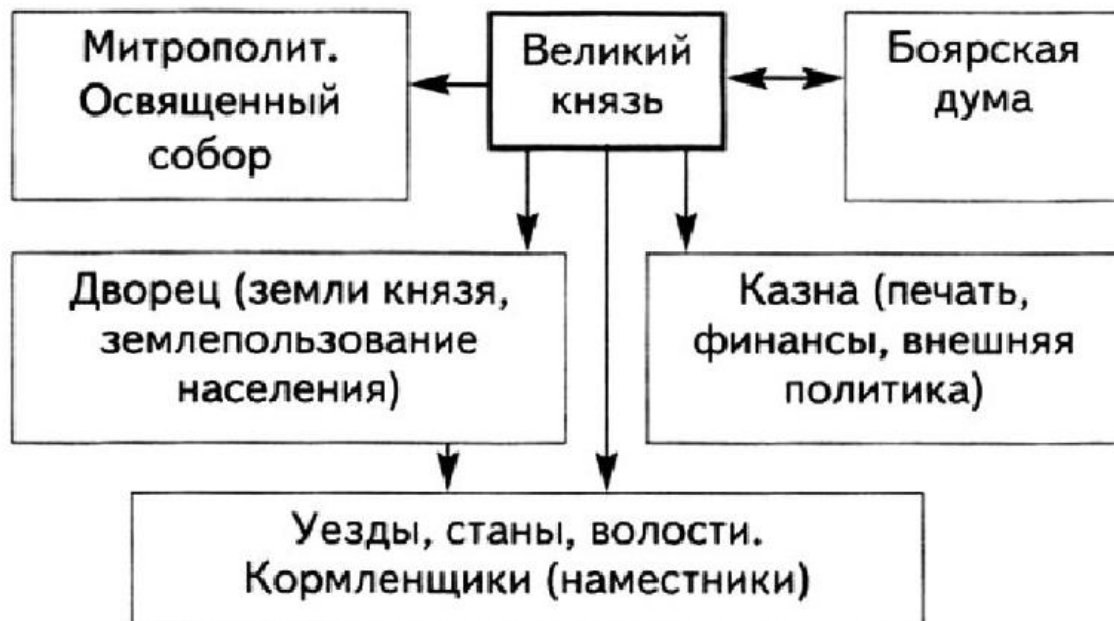 Митрополит.
Освященный
собор
Великий
князь
Боярская
дума
Дворец (земли князя,
землепользование
населения)
Казна (печать,
финансы, внешняя
политика)
Уезды, станы, волости.
Кормленщики (наместники)